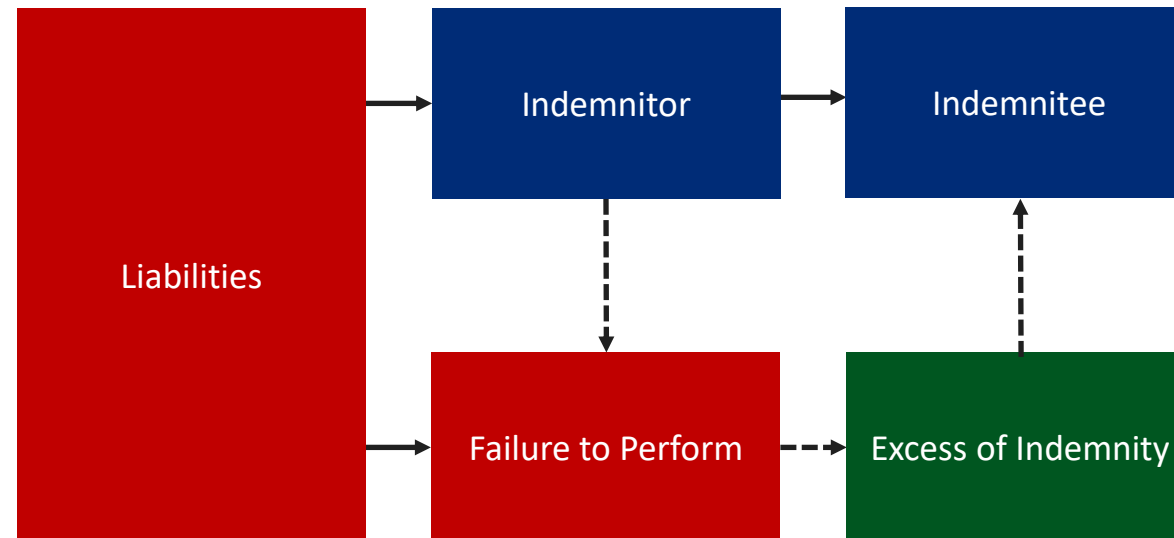 Indemnitor
Indemnitee
Liabilities
Failure to Perform
Excess of Indemnity